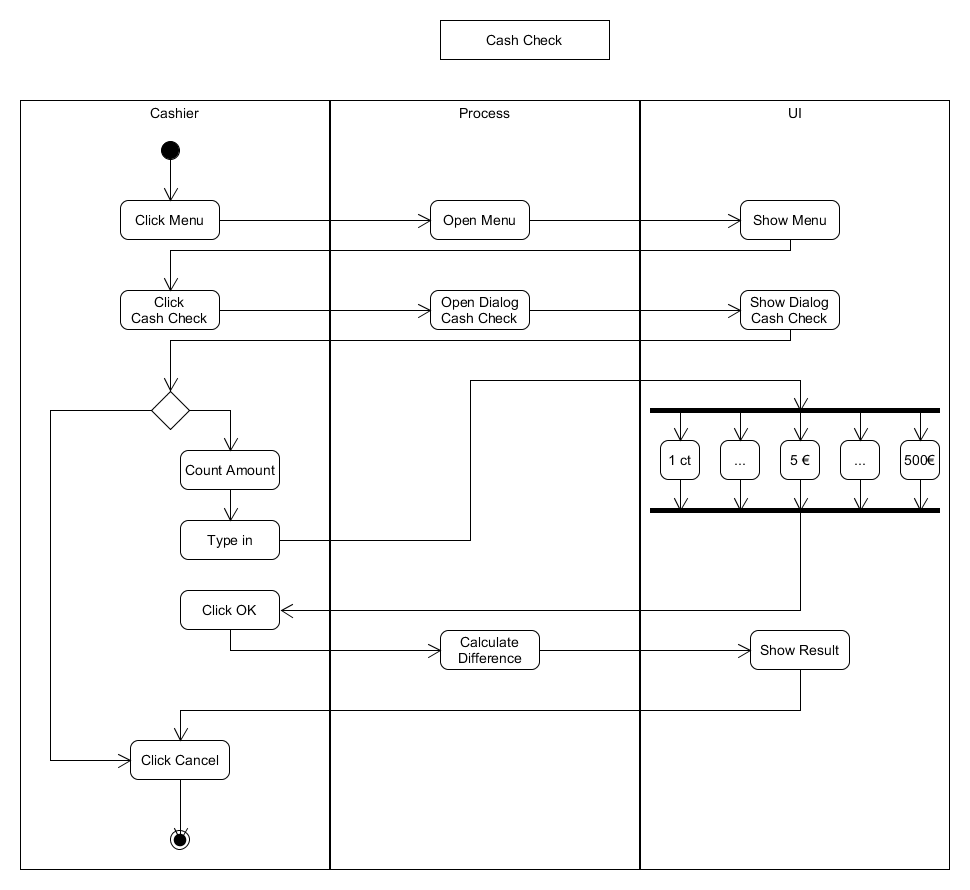 Cash Check
Cashier
Process
UI
Click Menu
Open Menu
Show Menu
Click
Cash Check
Open Dialog
Cash Check
Show Dialog
Cash Check
Count Amount
1 ct
...
5 €
...
500€
Type in
Click OK
Calculate
Difference
Show Result
Click Cancel